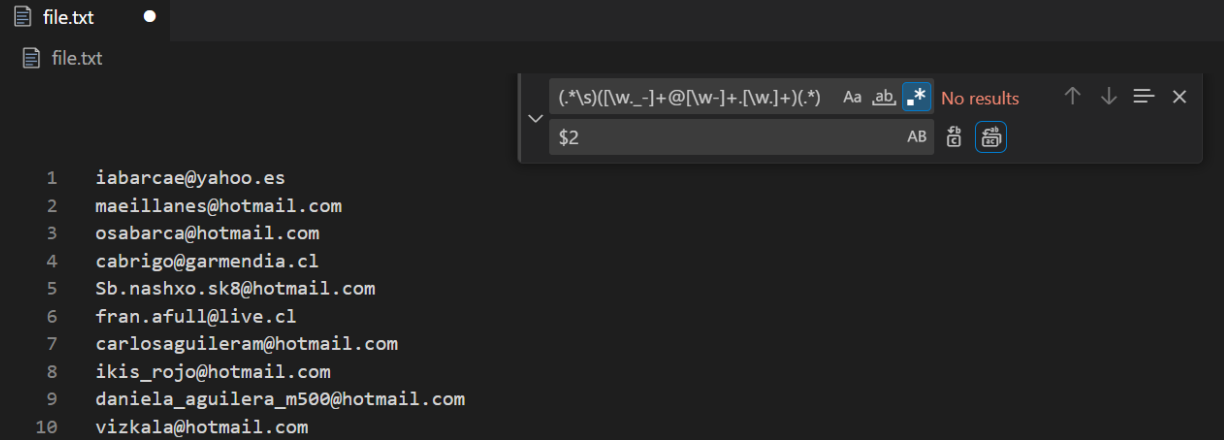 file.txt
file.txt
(.*\s)([\w._-]+@[\w-]+.[\w.]+)(.*) Aa ab .* No results
$2 AB
1 iabarcae@yahoo.es
2 maeillanes@hotmail.com
3 osabarca@hotmail.com
4 cabrigo@garmendia.cl
5 Sb.nashxo.sk8@hotmail.com
6 fran.afull@live.cl
7 carlosaguileram@hotmail.com
8 ikis_rojo@hotmail.com
9 daniela_aguilera_m500@hotmail.com
10 vizkala@hotmail.com